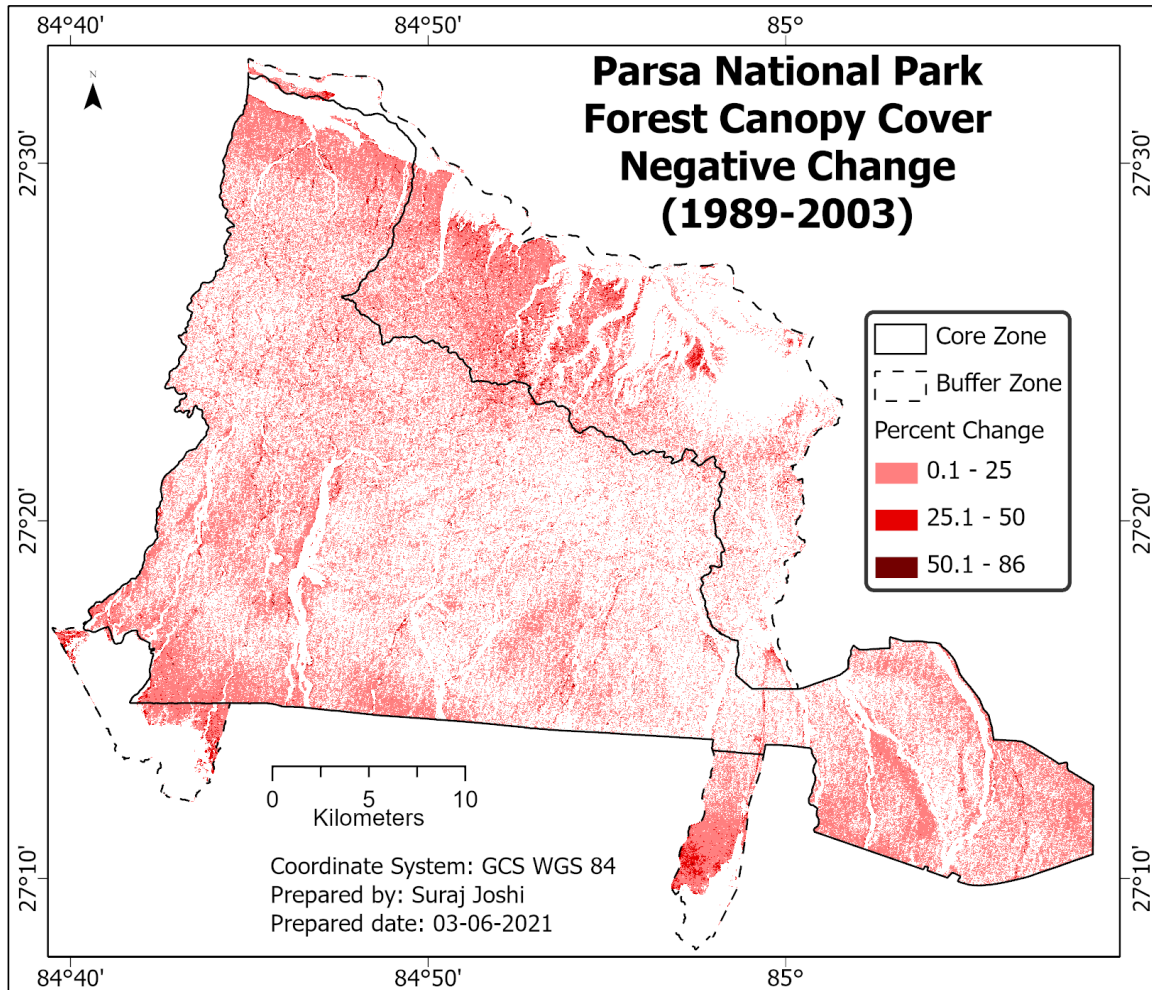 84°40'
84°50'
85°
N
Parsa National Park
Forest Canopy Cover
Negative Change
(1989-2003)
27°30'
27°30'
Core Zone
Buffer Zone
Percent Change
0.1 - 25
25.1 - 50
50.1 - 86
27°20'
27°20'
0 5 10
Kilometers
Coordinate System: GCS WGS 84
Prepared by: Suraj Joshi
Prepared date: 03-06-2021
27°10'
27°10'
84°40'
84°50'
85°